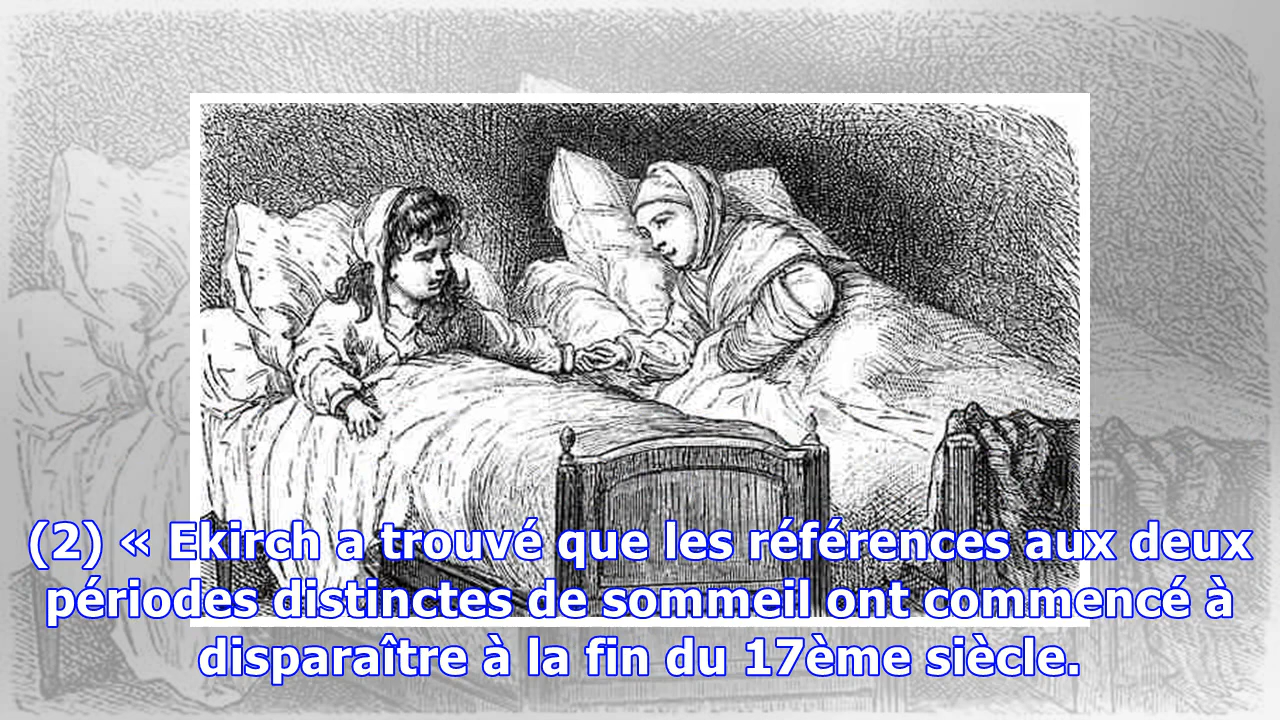 (2) « Ekirch a trouvé que les références aux deux
périodes distinctes de sommeil ont commencé à
disparaître à la fin du 17ème siècle.